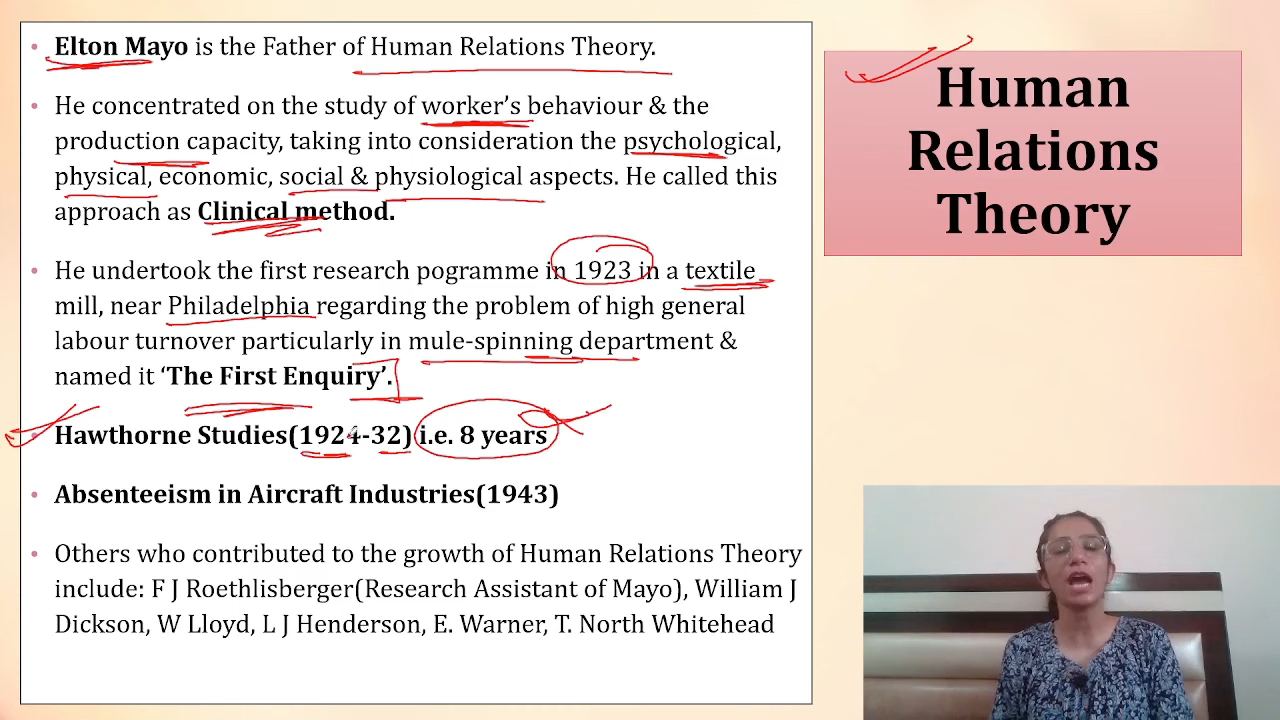 Elton Mayo is the Father of Human Relations Theory.
He concentrated on the study of worker's behaviour & the
production capacity, taking into consideration the psychological,
physical, economic, social & physiological aspects. He called this
approach as Clinical method.
He undertook the first research pogramme in 1923 in a textile
mill, near Philadelphia regarding the problem of high general
labour turnover particularly in mule-spinning department &
named it ‘The First Enquiry’.
Hawthorne Studies(1924-32) i.e. 8 years
Absenteeism in Aircraft Industries(1943)
Others who contributed to the growth of Human Relations Theory
include: F J Roethlisberger(Research Assistant of Mayo), William J
Dickson, W Lloyd, L J Henderson, E. Warner, T. North Whitehead
Human
Relations
Theory